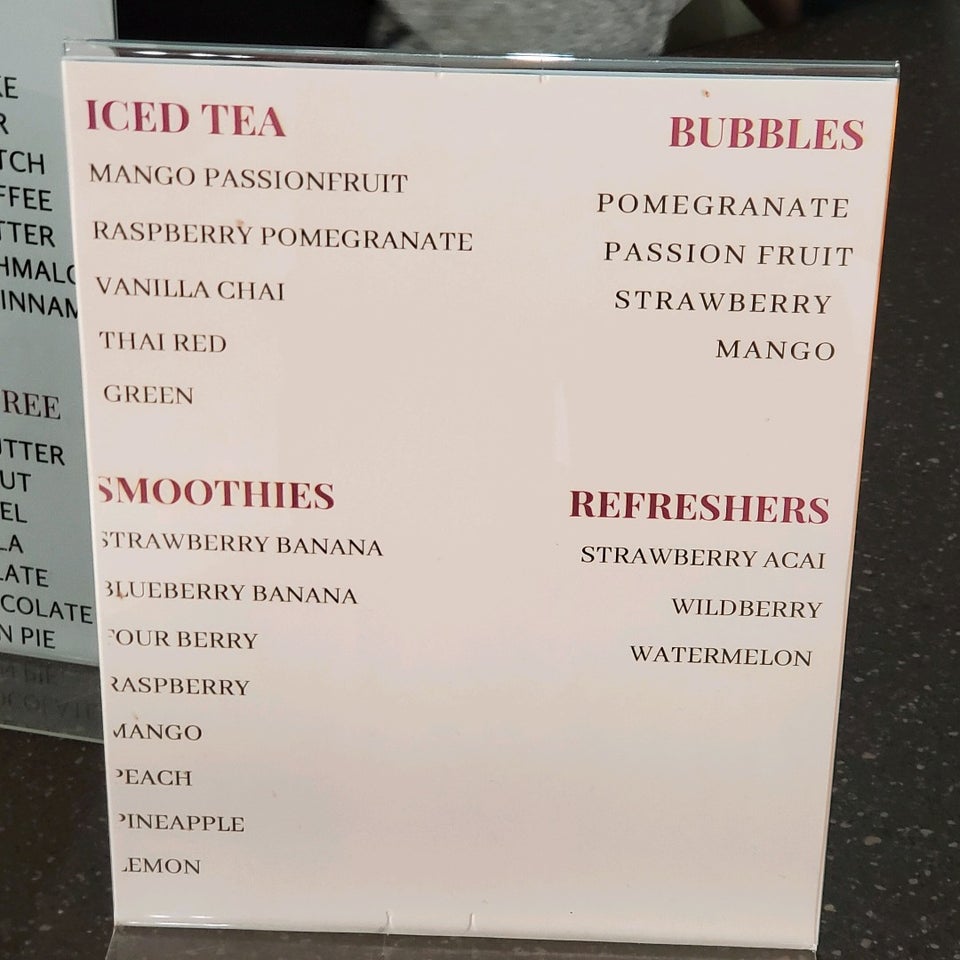 ICED TEA
MANGO PASSIONFRUIT
RASPBERRY POMEGRANATE
VANILLA CHAI
THAI RED
GREEN
BUBBLES
POMEGRANATE
PASSION FRUIT
STRAWBERRY
MANGO
SMOOTHIES
STRAWBERRY BANANA
BLUEBERRY BANANA
FOUR BERRY
RASPBERRY
MANGO
PEACH
PINEAPPLE
LEMON
REFRESHERS
STRAWBERRY ACAI
WILDBERRY
WATERMELON
PIE